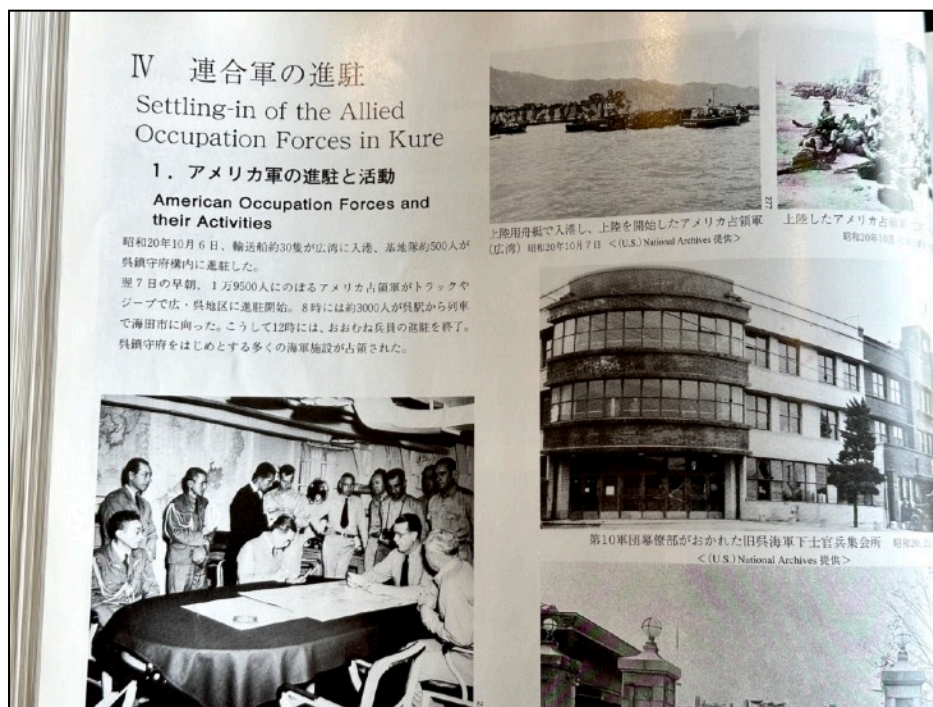 Ⅳ 連合軍の進駐
Settling-in of the Allied
Occupation Forces in Kure
1．アメリカ軍の進駐と活動
American Occupation Forces and
their Activities
昭和20年10月6日、輸送船約30隻が広湾に入港、基地隊約500人が
呉鎮守府構内に進駐した。
翌7日の早朝、1万9500人にのぼるアメリカ占領軍がトラックや
ジープで広・呉地区に進駐開始。8時には約3000人が呉駅から列車
で海田市に向った。こうして12時には、おおむね兵員の進駐を終了。
呉鎮守府をはじめとする多くの海軍施設が占領された。
277
上陸用舟艇で入港し、上陸を開始したアメリカ占領軍
(広湾) 昭和20年10月7日 <(U.S.) National Archives 提供>
上陸したアメリカ占領軍
昭和20年10月
第10軍団幕僚部がおかれた旧呉海軍下士官兵集会所 昭和20.
<(U.S.) National Archives 提供>